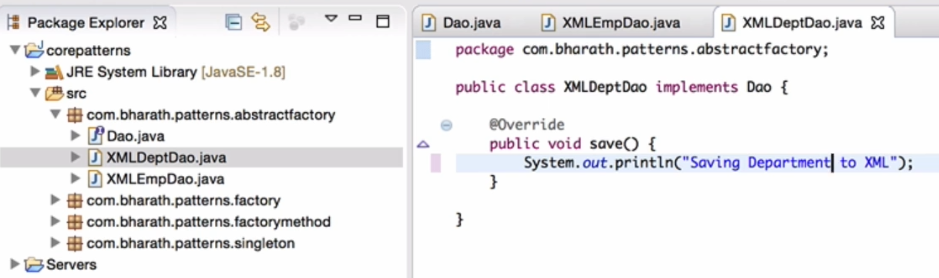 Package Explorer
corepatterns
JRE System Library [JavaSE-1.8]
src
com.bharath.patterns.abstractfactory
Dao.java
XMLDeptDao.java
XMLEmpDao.java
com.bharath.patterns.factory
com.bharath.patterns.factorymethod
com.bharath.patterns.singleton
Servers
Dao.java XMLEmpDao.java XMLDeptDao.java
package com.bharath.patterns.abstractfactory;
public class XMLDeptDao implements Dao {
@Override
public void save() {
System.out.println("Saving Department to XML");
}
}